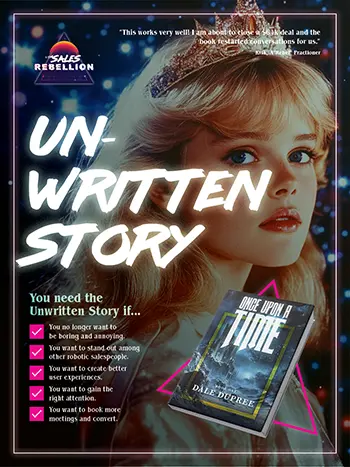 THE SALES
REBELLION
"This works very well! I am about to close a $61k deal and the
book restarted conversations for us."
Practioner
UN-
WRITTEN
STORY
You need the
Unwritten Story if...
You no longer want to
be boring and annoying.
You want to stand out among
other robotic salespeople.
You want to create better
user experiences.
You want to gain the
right attention.
You want to book more
meetings and convert.
ONCE UPON A
TIME
DALE DUPREE